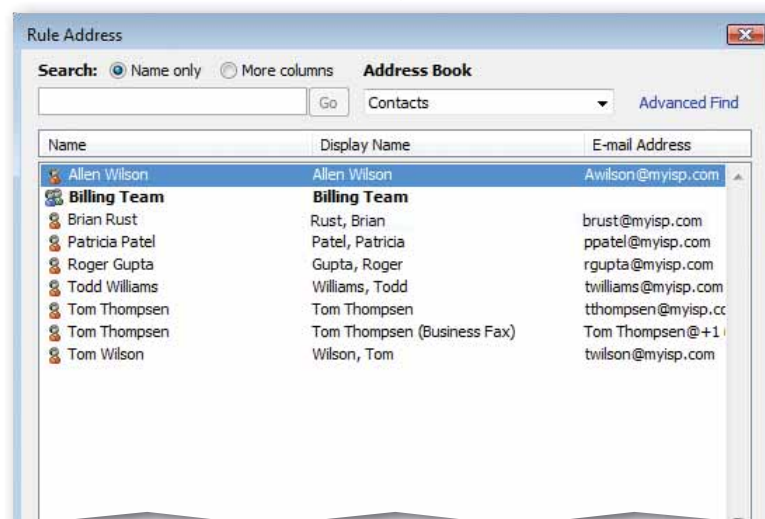 Rule Address
Search: Name only More columns Address Book
Go Contacts Advanced Find
Name Display Name E-mail Address
Allen Wilson Allen Wilson Awilson@myisp.com
Billing Team Billing Team
Brian Rust Rust, Brian brust@myisp.com
Patricia Patel Patel, Patricia ppatel@myisp.com
Roger Gupta Gupta, Roger rgupta@myisp.com
Todd Williams Williams, Todd twilliams@myisp.com
Tom Thompsen Tom Thompsen tthompsen@myisp.cc
Tom Thompsen Tom Thompsen (Business Fax) Tom Thompsen@+1
Tom Wilson Wilson, Tom twilson@myisp.com